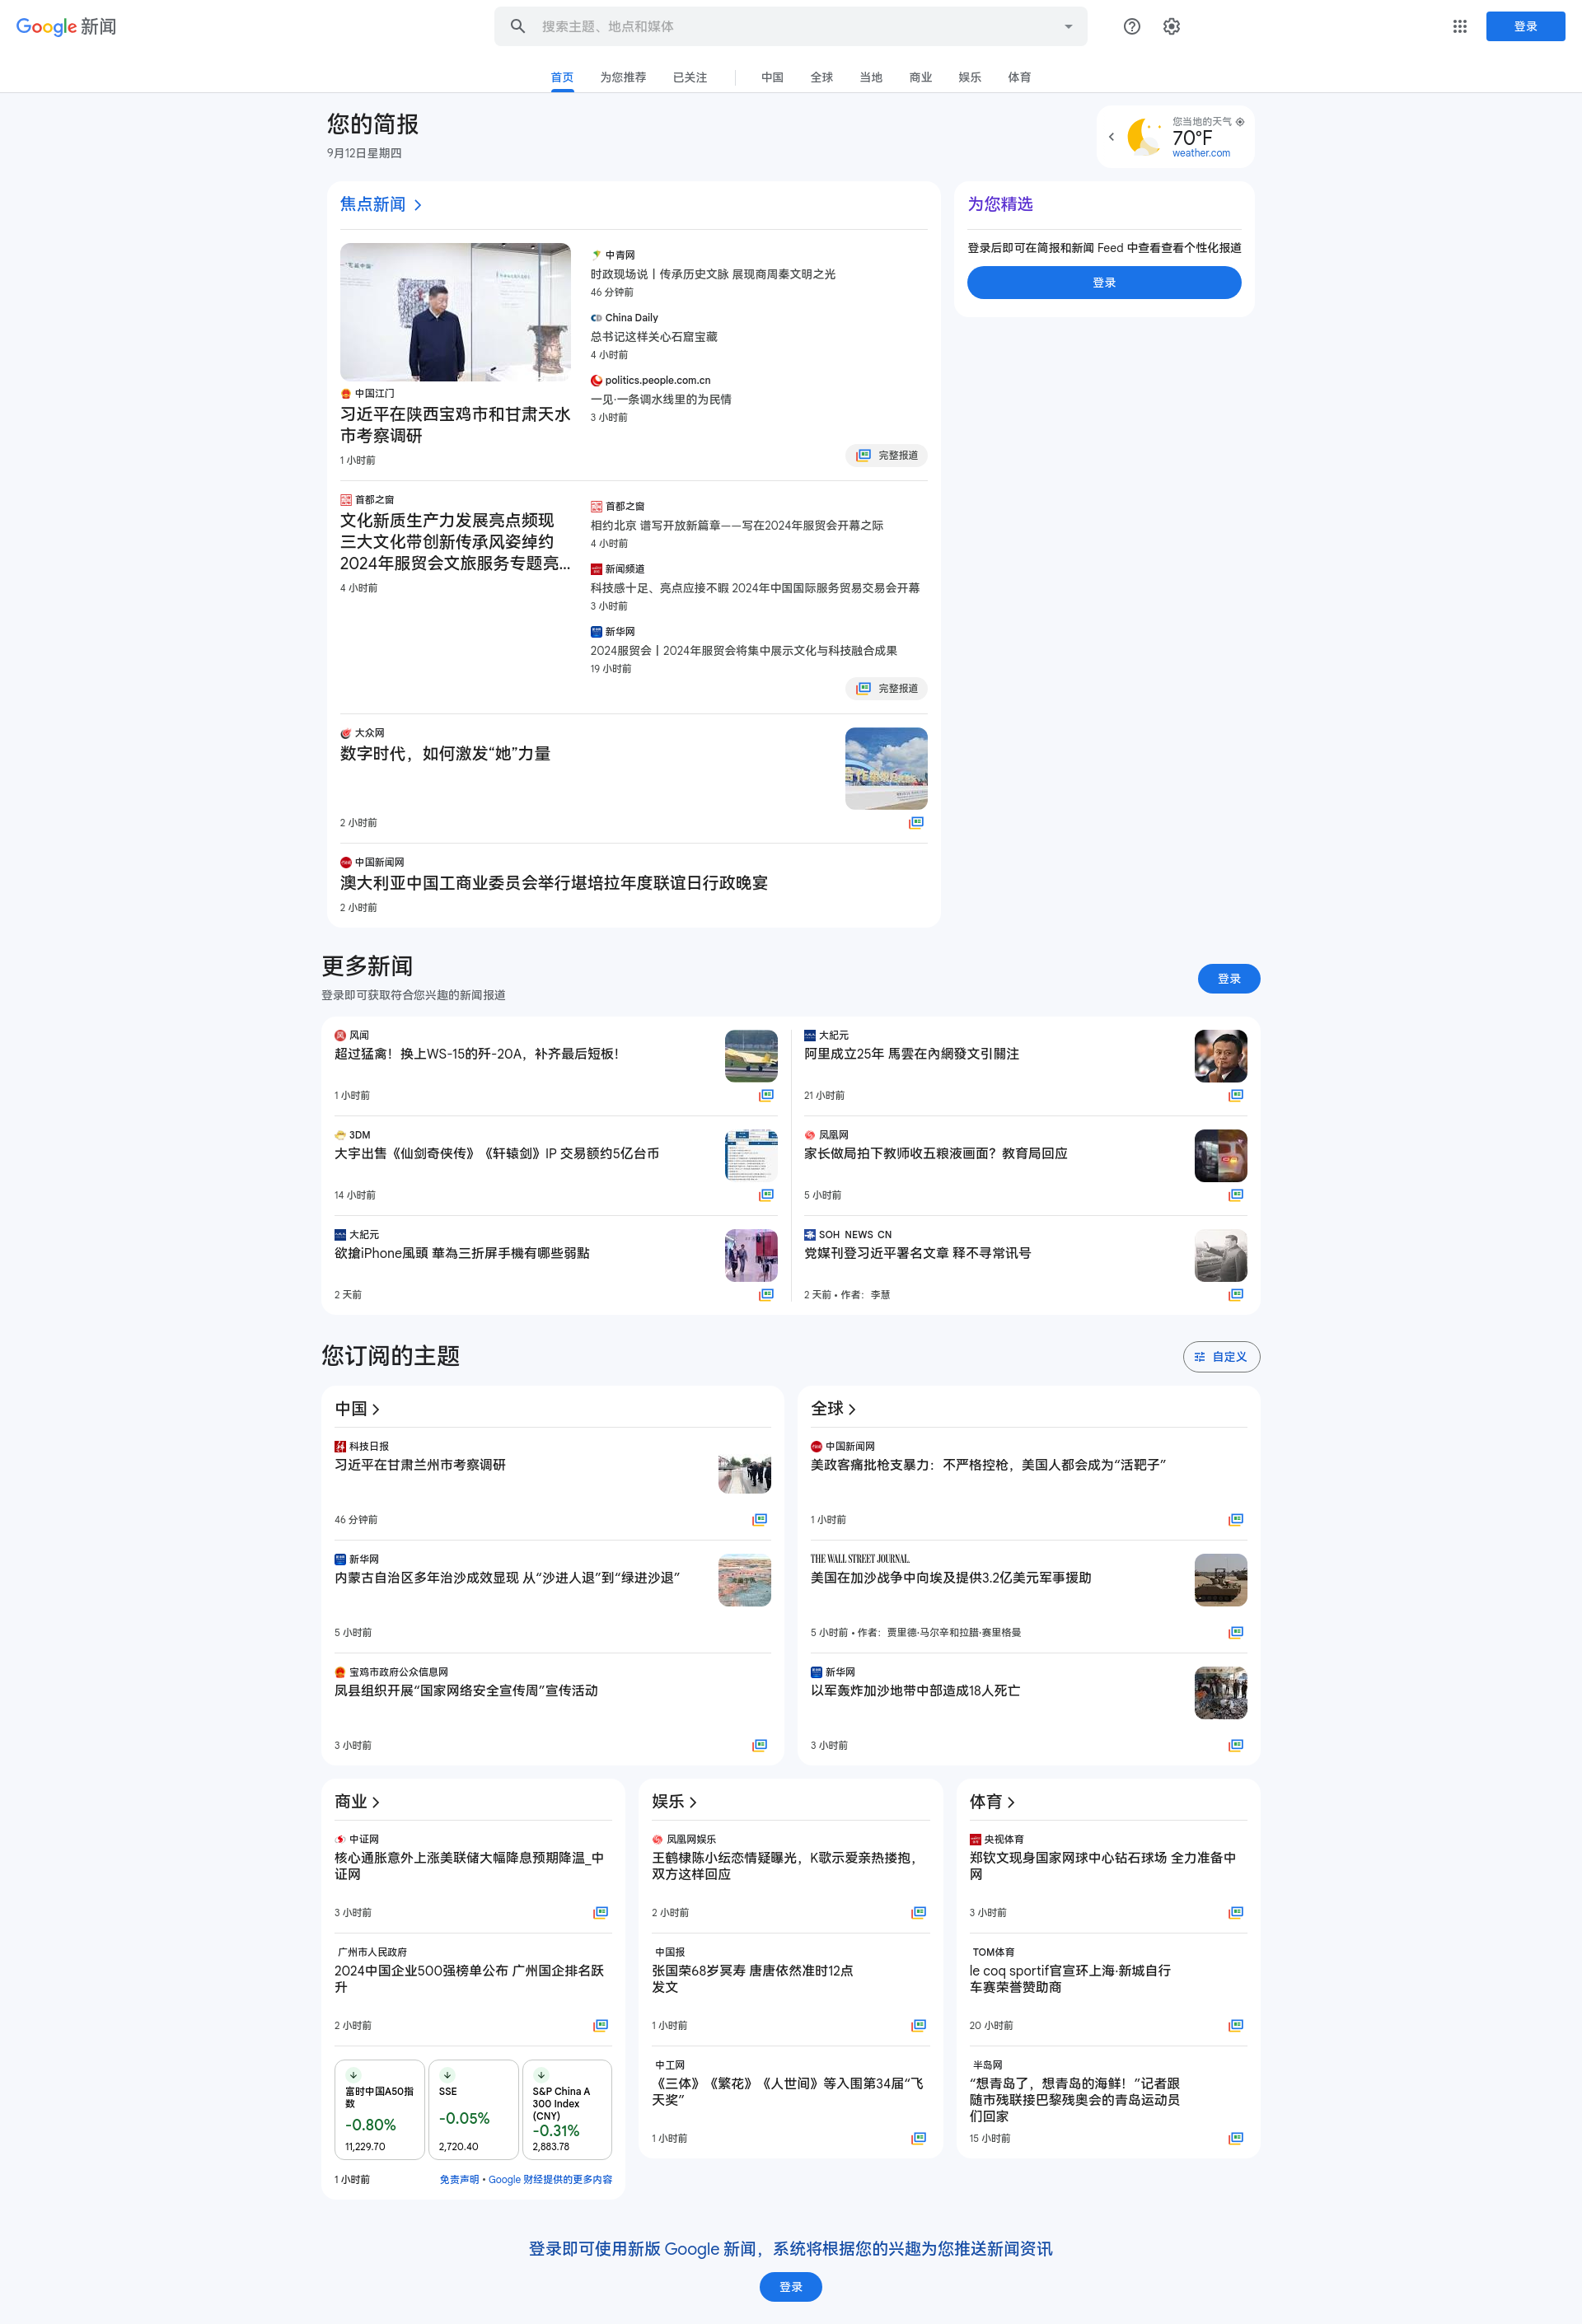 Google 新闻
搜索主题、地点和媒体
登录
首页
为您推荐
已关注
中国
全球
当地
商业
娱乐
体育
您的简报
9月12日星期四
您当地的天气
70°F
weather.com
焦点新闻
中国江门
习近平在陕西宝鸡市和甘肃天水
市考察调研
1 小时前
中青网
时政现场说丨传承历史文脉 展现商周秦文明之光
46 分钟前
China Daily
总书记这样关心石窟宝藏
4 小时前
politics.people.com.cn
一见·一条调水线里的为民情
3 小时前
完整报道
首都之窗
文化新质生产力发展亮点频现
三大文化带创新传承风姿绰约
2024年服贸会文旅服务专题亮...
4 小时前
首都之窗
相约北京 谱写开放新篇章——写在2024年服贸会开幕之际
4 小时前
新闻频道
科技感十足、亮点应接不暇 2024年中国国际服务贸易交易会开幕
3 小时前
新华网
2024服贸会丨2024年服贸会将集中展示文化与科技融合成果
19 小时前
完整报道
大众网
数字时代，如何激发“她”力量
2 小时前
中国新闻网
澳大利亚中国工商业委员会举行堪培拉年度联谊日行政晚宴
2 小时前
为您精选
登录后即可在简报和新闻 Feed 中查看查看个性化报道
登录
更多新闻
登录即可获取符合您兴趣的新闻报道
登录
风闻
超过猛禽！换上WS-15的歼-20A，补齐最后短板！
1 小时前
大紀元
阿里成立25年 馬雲在內網發文引關注
21 小时前
3DM
大宇出售《仙剑奇侠传》《轩辕剑》IP 交易额约5亿台币
14 小时前
凤凰网
家长做局拍下教师收五粮液画面？教育局回应
5 小时前
大紀元
欲搶iPhone風頭 華為三折屏手機有哪些弱點
2 天前
SOH NEWS CN
党媒刊登习近平署名文章 释不寻常讯号
2 天前 • 作者：李慧
您订阅的主题
自定义
中国
科技日报
习近平在甘肃兰州市考察调研
46 分钟前
新华网
内蒙古自治区多年治沙成效显现 从“沙进人退”到“绿进沙退”
5 小时前
宝鸡市政府公众信息网
凤县组织开展“国家网络安全宣传周”宣传活动
3 小时前
全球
中国新闻网
美政客痛批枪支暴力：不严格控枪，美国人都会成为“活靶子”
1 小时前
THE WALL STREET JOURNAL.
美国在加沙战争中向埃及提供3.2亿美元军事援助
5 小时前 • 作者：贾里德·马尔辛和拉腊·赛里格曼
新华网
以军轰炸加沙地带中部造成18人死亡
3 小时前
商业
中证网
核心通胀意外上涨美联储大幅降息预期降温_中
证网
3 小时前
广州市人民政府
2024中国企业500强榜单公布 广州国企排名跃
升
2 小时前
富时中国A50指
数
-0.80%
11,229.70
SSE
-0.05%
2,720.40
S&P China A
300 Index
(CNY)
-0.31%
2,883.78
1 小时前
免责声明 • Google 财经提供的更多内容
娱乐
凤凰网娱乐
王鹤棣陈小纭恋情疑曝光，K歌示爱亲热搂抱，
双方这样回应
2 小时前
中国报
张国荣68岁冥寿 唐唐依然准时12点
发文
1 小时前
中工网
《三体》《繁花》《人世间》等入围第34届“飞
天奖”
1 小时前
体育
央视体育
郑钦文现身国家网球中心钻石球场 全力准备中
网
3 小时前
TOM体育
le coq sportif官宣环上海·新城自行
车赛荣誉赞助商
20 小时前
半岛网
“想青岛了，想青岛的海鲜！”记者跟
随市残联接巴黎残奥会的青岛运动员
们回家
15 小时前
登录即可使用新版 Google 新闻，系统将根据您的兴趣为您推送新闻资讯
登录